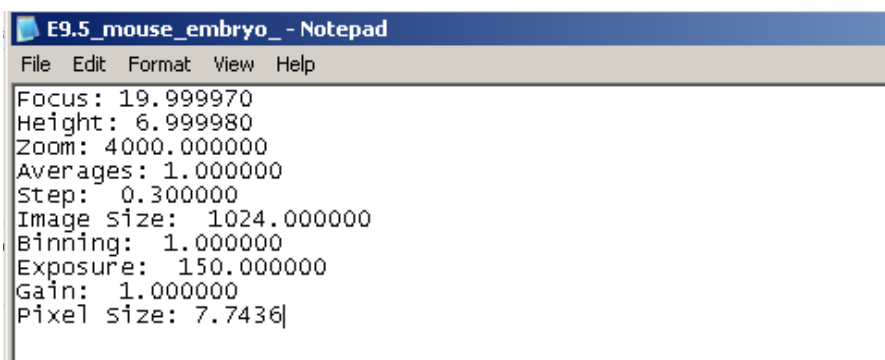 E9.5_mouse_embryo_ - Notepad
File Edit Format View Help
Focus: 19.999970
Height: 6.999980
Zoom: 4000.000000
Averages: 1.000000
Step:  0.300000
Image Size:  1024.000000
Binning:  1.000000
Exposure:  150.000000
Gain:  1.000000
Pixel Size: 7.7436